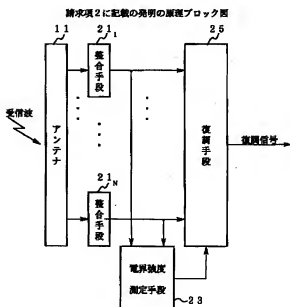 請求項2に記載の発明の原理ブロック図
11
21₁
25
整合手段
受信波
アンテナ
復調手段
復調信号
21N
整合手段
電界強度
測定手段
23